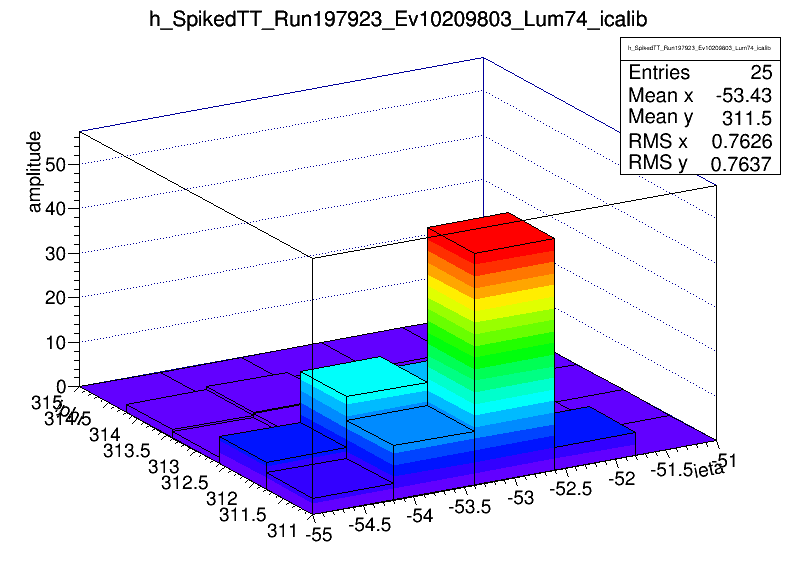 h_SpikedTT_Run197923_Ev10209803_Lum74_icalib
h_SpikedTT_Run197923_Ev10209803_Lum74_icalib
Entries 25
Mean x -53.43
Mean y 311.5
RMS x 0.7626
RMS y 0.7637
amplitude
50
40
30
20
10
0
315
314.5
314
313.5
313
312.5
312
311.5
311
-55
-54.5
-54
-53.5
-53
-52.5
-52
-51.5
-51
ieta